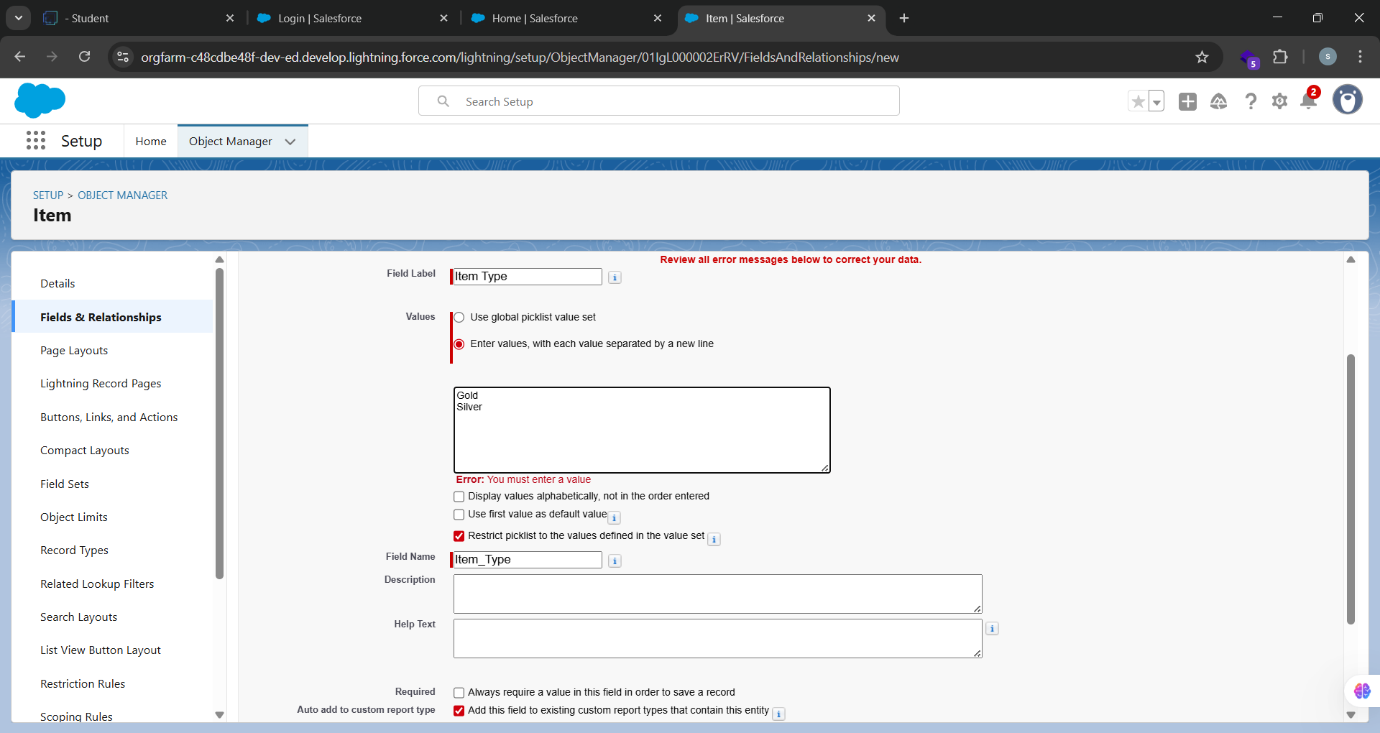 - Student
Login | Salesforce
Home | Salesforce
Item | Salesforce
orgfarm-c48cdbe48f-dev-ed.develop.lightning.force.com/lightning/setup/ObjectManager/01IgL000002ErRV/FieldsAndRelationships/new
5
S
Search Setup
2
Setup
Home
Object Manager
SETUP > OBJECT MANAGER
Item
Details
Fields & Relationships
Page Layouts
Lightning Record Pages
Buttons, Links, and Actions
Compact Layouts
Field Sets
Object Limits
Record Types
Related Lookup Filters
Search Layouts
List View Button Layout
Restriction Rules
Scoping Rules
Review all error messages below to correct your data.
Field Label
Item Type
Values
Use global picklist value set
Enter values, with each value separated by a new line
Gold
Silver
Error: You must enter a value
Display values alphabetically, not in the order entered
Use first value as default value
Restrict picklist to the values defined in the value set
Field Name
Item_Type
Description
Help Text
Required
Always require a value in this field in order to save a record
Auto add to custom report type
Add this field to existing custom report types that contain this entity